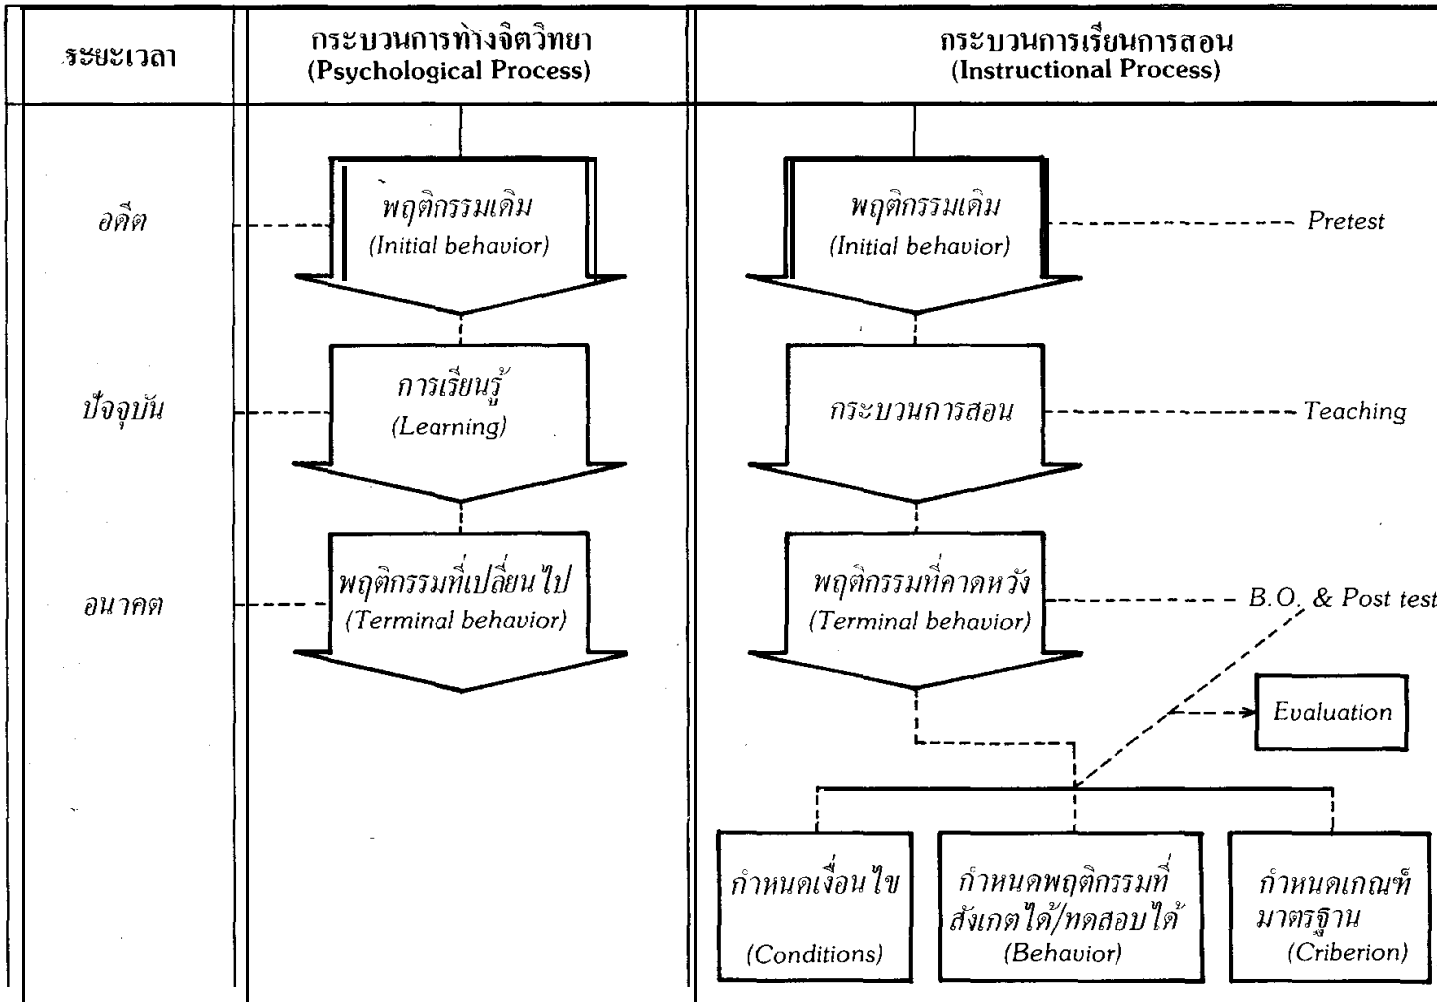 ระยะเวลา
กระบวนการทางจิตวิทยา
(Psychological Process)
กระบวนการเรียนการสอน
(Instructional Process)
อดีต
พฤติกรรมเดิม
(Initial behavior)
พฤติกรรมเดิม
(Initial behavior)
Pretest
ปัจจุบัน
การเรียนรู้
(Learning)
กระบวนการสอน
Teaching
อนาคต
พฤติกรรมที่เปลี่ยนไป
(Terminal behavior)
พฤติกรรมที่คาดหวัง
(Terminal behavior)
B.O. & Post test
Evaluation
กำหนดเงื่อนไข
(Conditions)
กำหนดพฤติกรรมที่
สังเกตได้/ทดสอบได้
(Behavior)
กำหนดเกณฑ์
มาตรฐาน
(Criberion)